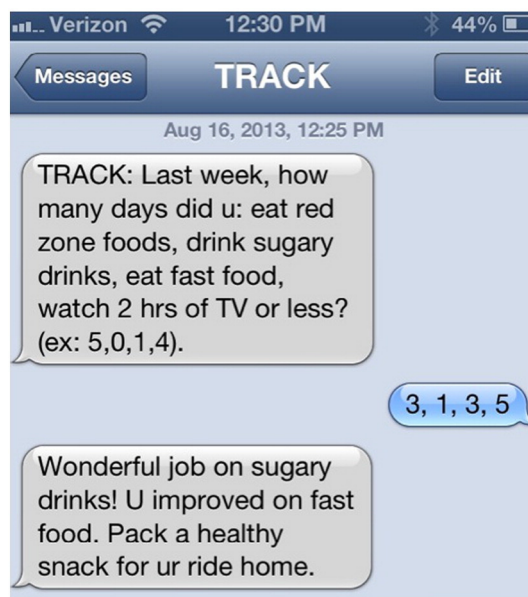 Verizon 12:30 PM 44%
Messages TRACK Edit
Aug 16, 2013, 12:25 PM
TRACK: Last week, how
many days did u: eat red
zone foods, drink sugary
drinks, eat fast food,
watch 2 hrs of TV or less?
(ex: 5,0,1,4).
3, 1, 3, 5
Wonderful job on sugary
drinks! U improved on fast
food. Pack a healthy
snack for ur ride home.